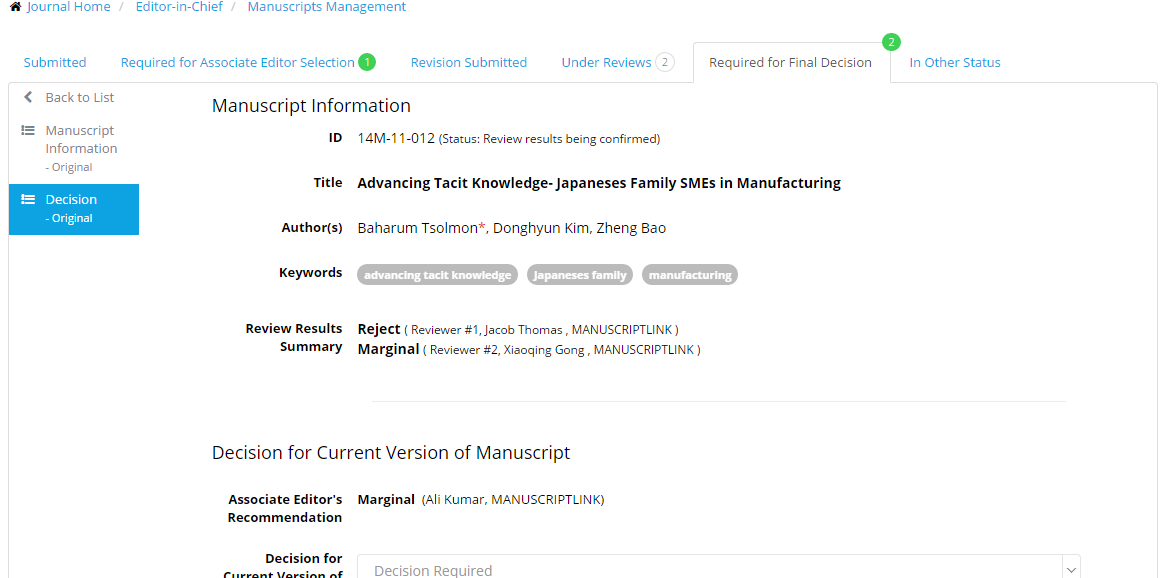 Journal Home / Editor-in-Chief / Manuscripts Management
2
Submitted Required for Associate Editor Selection 1 Revision Submitted Under Reviews 2 Required for Final Decision In Other Status
Back to List
Manuscript Information
- Original
Decision
- Original
Manuscript Information
ID 14M-11-012 (Status: Review results being confirmed)
Title Advancing Tacit Knowledge- Japaneses Family SMEs in Manufacturing
Author(s) Baharum Tsolmon*, Donghyun Kim, Zheng Bao
Keywords advancing tacit knowledge Japaneses family manufacturing
Review Results Reject ( Reviewer #1, Jacob Thomas , MANUSCRIPTLINK )
Summary Marginal ( Reviewer #2, Xiaoqing Gong , MANUSCRIPTLINK )
Decision for Current Version of Manuscript
Associate Editor's Marginal (Ali Kumar, MANUSCRIPTLINK)
Recommendation
Decision for
Current Version of
Decision Required